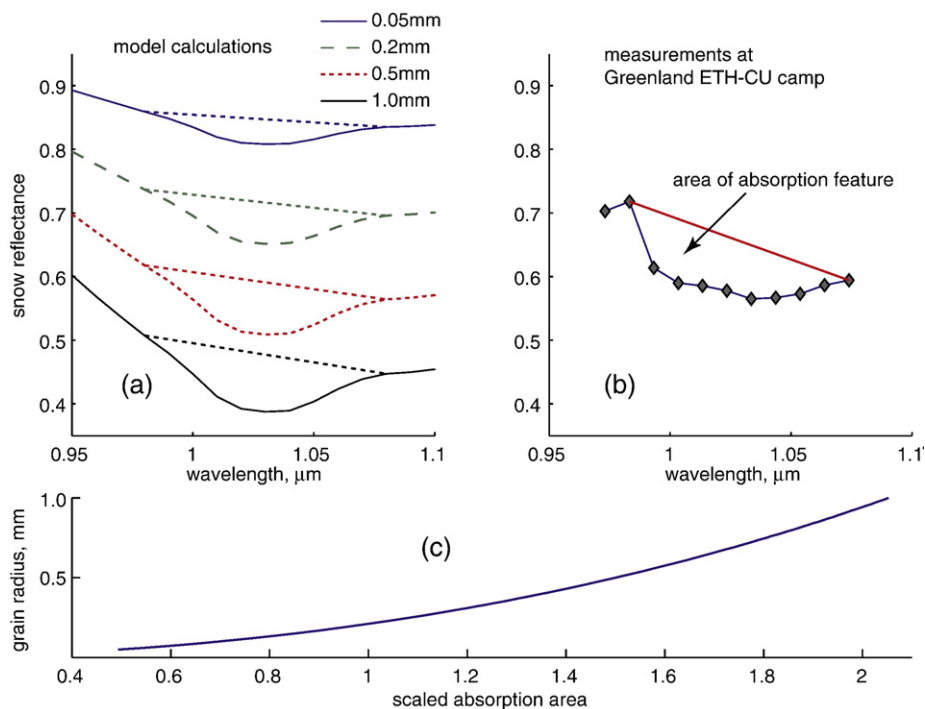 model calculations
0.05mm
0.2mm
0.5mm
1.0mm
0.9
0.8
0.7
0.6
0.5
0.4
snow reflectance
(a)
0.95
1
1.05
1.1
wavelength, μm
measurements at
Greenland ETH-CU camp
area of absorption feature
0.9
0.8
0.7
0.6
0.5
0.4
(b)
0.95
1
1.05
1.1
wavelength, μm
1.0
0.5
grain radius, mm
(c)
0.4
0.6
0.8
1
1.2
1.4
1.6
1.8
2
scaled absorption area